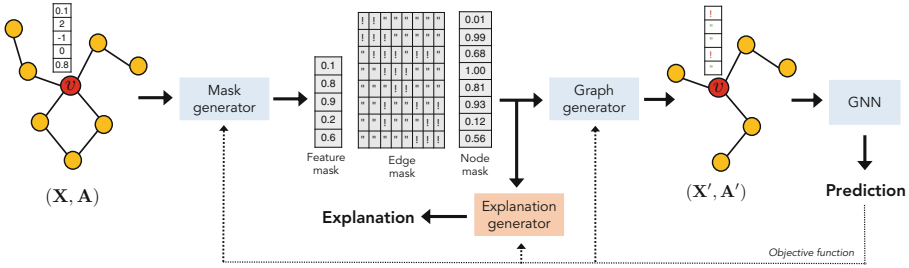 0.1
2
-1
0
0.8
υ
(X, A)
Mask
generator
0.1
0.8
0.9
0.2
0.6
Feature
mask
Edge
mask
0.01
0.99
0.68
1.00
0.81
0.93
0.12
0.56
Node
mask
Explanation
generator
Explanation
Graph
generator
!
"
"
!
"
υ
(X′, A′)
GNN
Prediction
Objective function